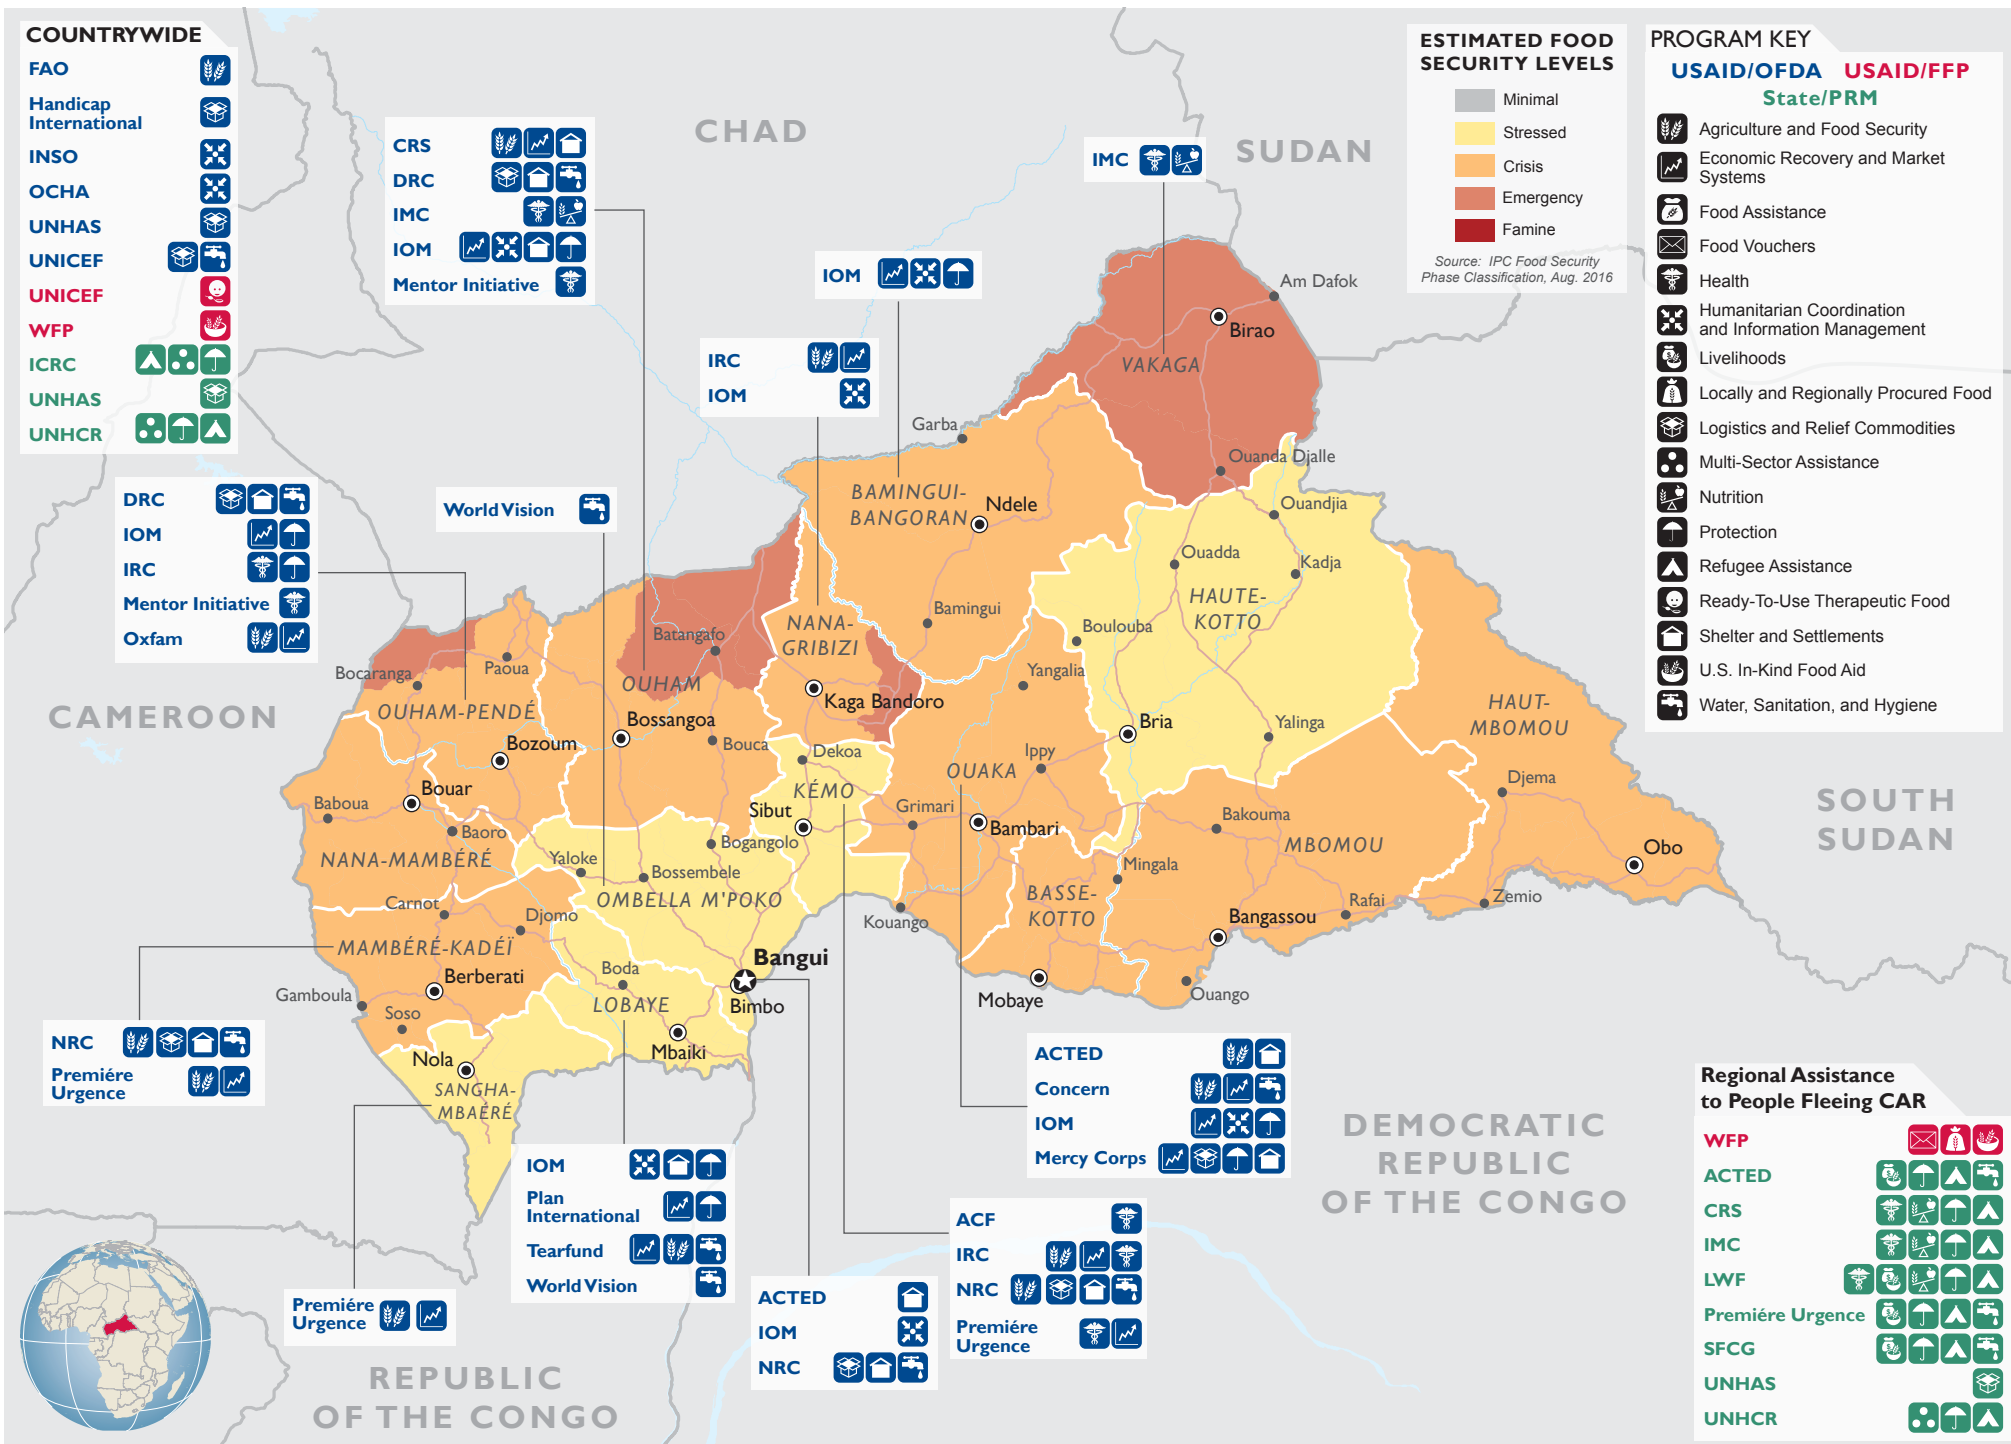 COUNTRYWIDE
FAO
Handicap
International
INSO
OCHA
UNHAS
UNICEF
UNICEF
WFP
ICRC
UNHAS
UNHCR
CRS
DRC
IMC
IOM
Mentor Initiative
CHAD
IMC
SUDAN
ESTIMATED FOOD
SECURITY LEVELS
Minimal
Stressed
Crisis
Emergency
Famine
Source: IPC Food Security
Phase Classification, Aug. 2016
PROGRAM KEY
USAID/OFDA USAID/FFP
State/PRM
Agriculture and Food Security
Economic Recovery and Market
Systems
Food Assistance
Food Vouchers
Health
Humanitarian Coordination
and Information Management
Livelihoods
Locally and Regionally Procured Food
Logistics and Relief Commodities
Multi-Sector Assistance
Nutrition
Protection
Refugee Assistance
Ready-To-Use Therapeutic Food
Shelter and Settlements
U.S. In-Kind Food Aid
Water, Sanitation, and Hygiene
IOM
IRC
IOM
Am Dafok
Birao
VAKAGA
Garba
Ouanda Djalle
DRC
IOM
IRC
Mentor Initiative
Oxfam
World Vision
BAMINGUI-
BANGORAN
Ndele
Ouandjia
Ouadda
Kadja
HAUTE-
KOTTO
Bamingui
Boulouba
NANA-
GRIBIZI
Batangafo
Bocaranga
Paoua
Yangalia
OUHAM
Kaga Bandoro
CAMEROON
OUHAM-PENDÉ
Bossangoa
Bouca
Bozoum
Dekoa
Bria
Yalinga
HAUT-
MBOMOU
Ippy
OUAKA
Djema
Baboua
Bouar
KÉMO
Sibut
Grimari
Bambari
Bakouma
SOUTH
SUDAN
Baoro
Bogangolo
MBOMOU
Obo
NANA-MAMBÉRÉ
Yaloke
Bossembele
Mingala
OMBELLA M'POKO
BASSE-
KOTTO
Rafai
Zemio
Carnot
Djomo
Kouango
Bangassou
MAMBÉRÉ-KADÉÏ
Bangui
Berberati
Boda
Gamboula
LOBAYE
Bimbo
Mobaye
Ouango
Soso
Nola
Mbaiki
SANGHA-
MBAÉRÉ
NRC
Premiére
Urgence
ACTED
Concern
IOM
Mercy Corps
DEMOCRATIC
REPUBLIC
OF THE CONGO
Regional Assistance
to People Fleeing CAR
WFP
ACTED
CRS
IMC
LWF
Premiére Urgence
SFCG
UNHAS
UNHCR
IOM
Plan
International
Tearfund
World Vision
ACF
IRC
NRC
Premiére
Urgence
ACTED
IOM
NRC
Premiére
Urgence
REPUBLIC
OF THE CONGO